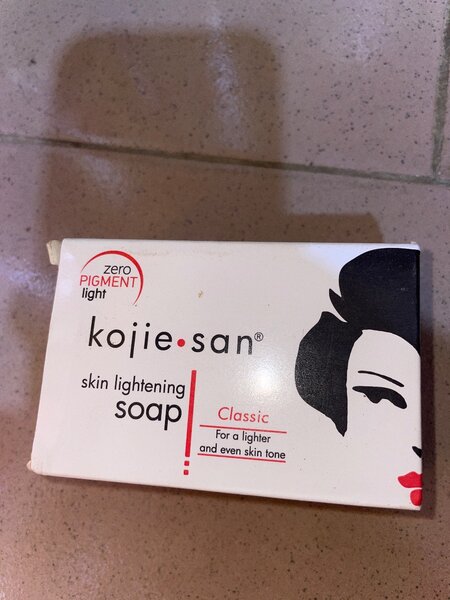 zero
PIGMENT
light
kojie.san®
skin lightening
soap
Classic
For a lighter
and even skin tone